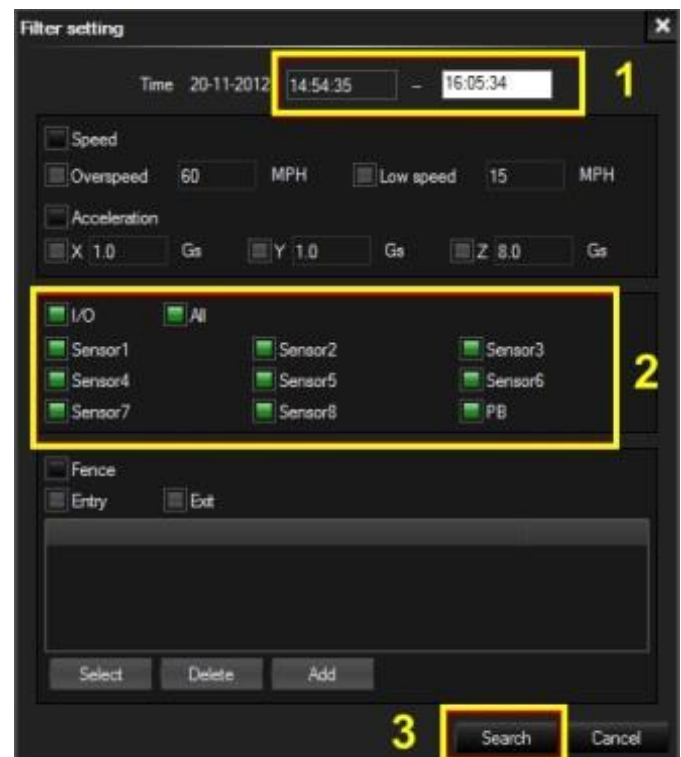 Filter setting
Time 20-11-2012 14:54:35 – 16:05:34 1
Speed
Overspeed 60 MPH Low speed 15 MPH
Acceleration
X 1.0 Gs Y 1.0 Gs Z 8.0 Gs
I/O All
Sensor1 Sensor2 Sensor3
Sensor4 Sensor5 Sensor6 2
Sensor7 Sensor8 PB
Fence
Entry Exit
Select Delete Add
3 Search Cancel